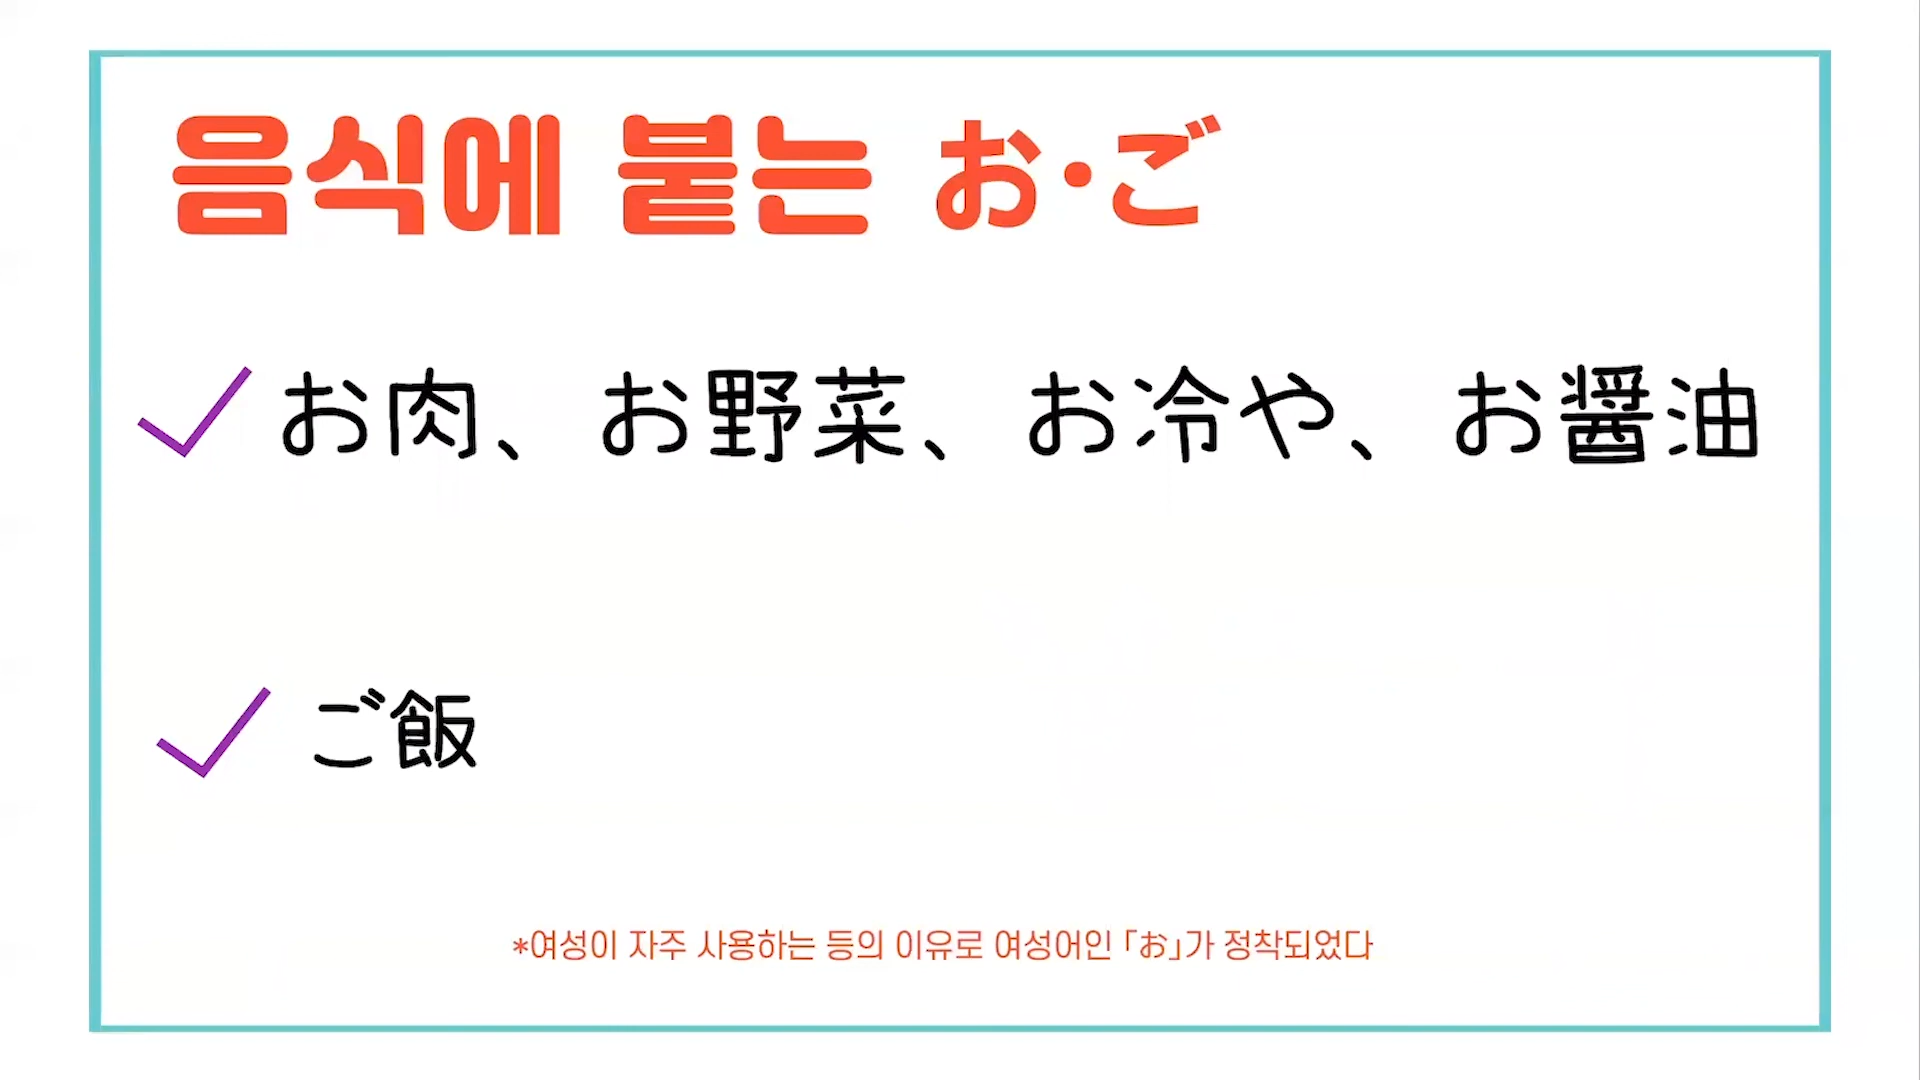 음식에 붙는 お·ご
お肉、お野菜、お冷や、お醤油
ご飯
*여성이 자주 사용하는 등의 이유로 여성어인 「お」가 정착되었다